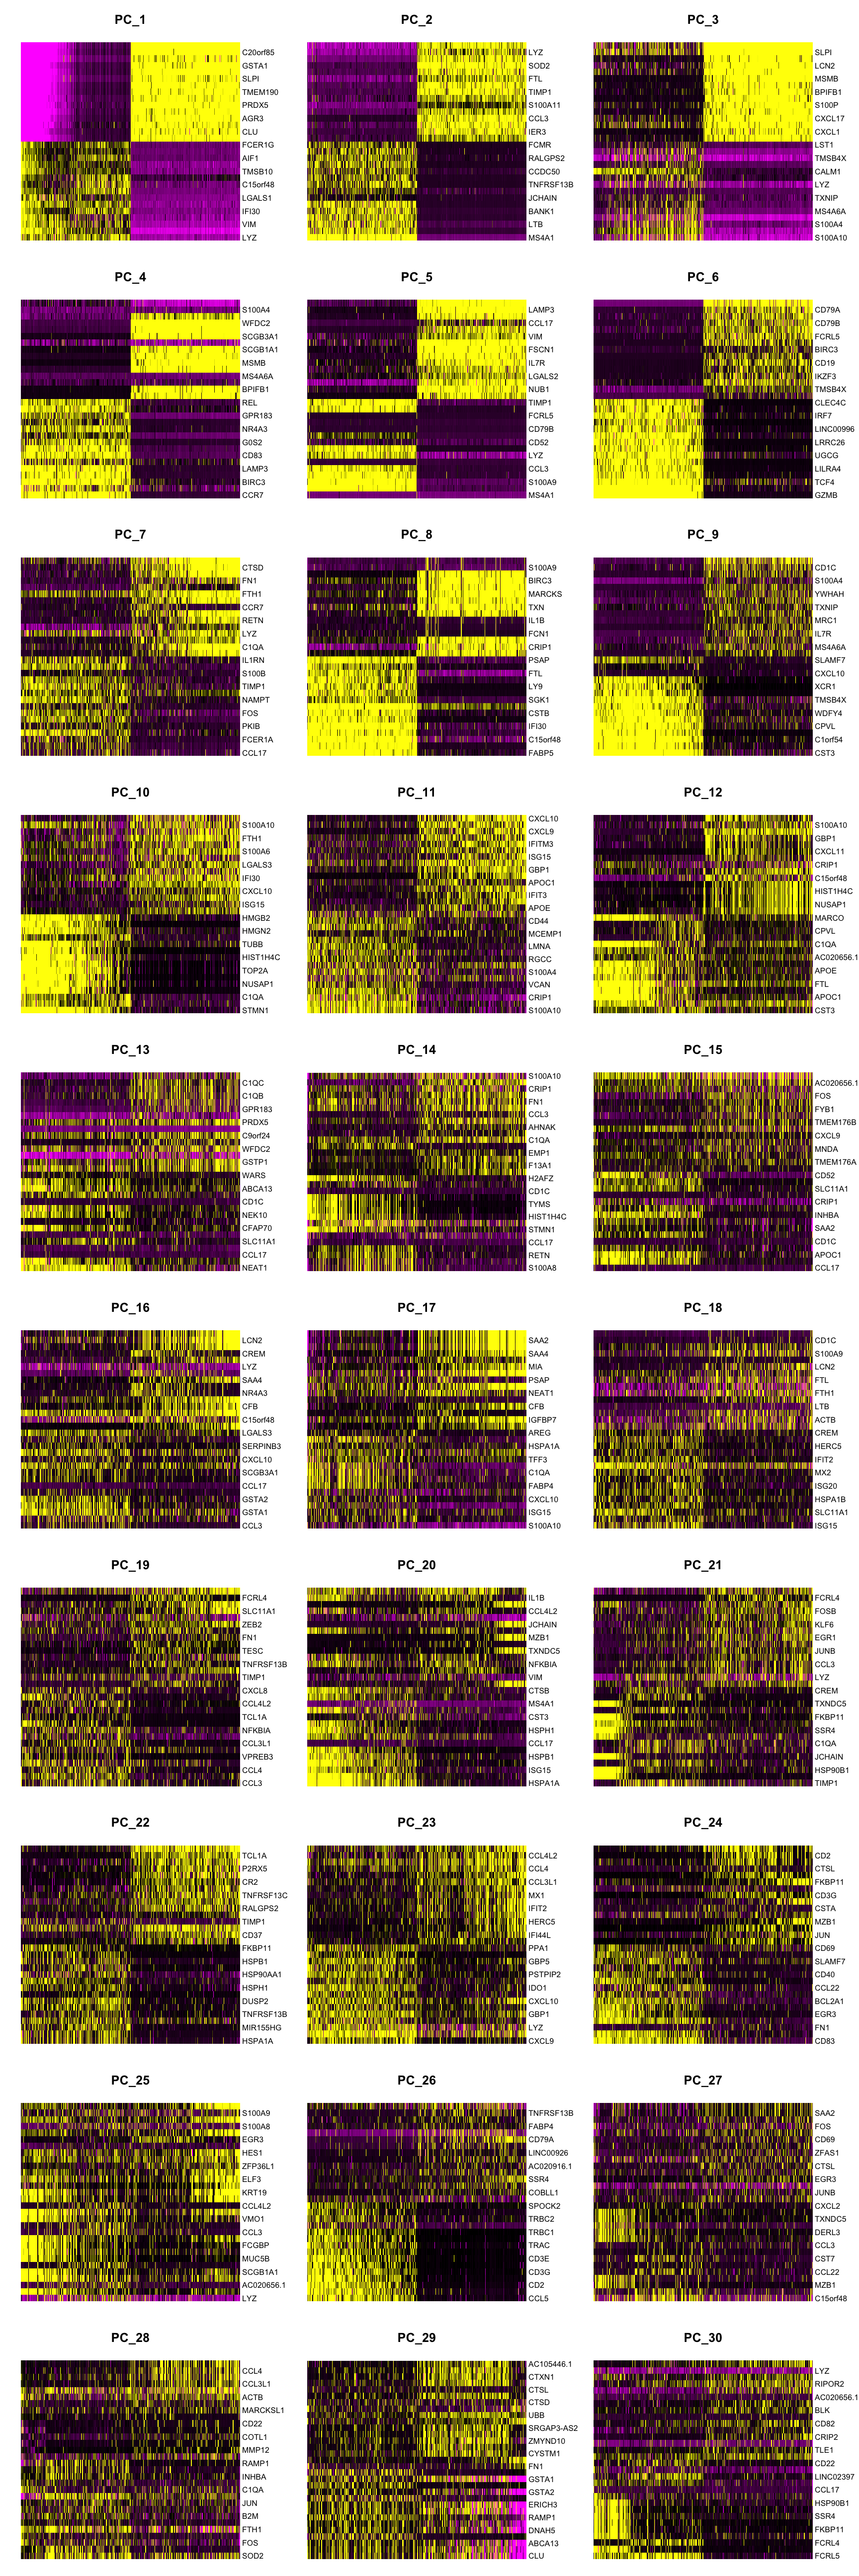 PC_1
C20orf85
GSTA1
SLPI
TMEM190
PRDX5
AGR3
CLU
FCER1G
AIF1
TMSB10
C15orf48
LGALS1
IFI30
VIM
LYZ
PC_2
LYZ
SOD2
FTL
TIMP1
S100A11
CCL3
IER3
FCMR
RALGPS2
CCDC50
TNFRSF13B
JCHAIN
BANK1
LTB
MS4A1
PC_3
SLPI
LCN2
MSMB
BPIFB1
S100P
CXCL17
CXCL1
LST1
TMSB4X
CALM1
LYZ
TXNIP
MS4A6A
S100A4
S100A10
PC_4
S100A4
WFDC2
SCGB3A1
SCGB1A1
MSMB
MS4A6A
BPIFB1
REL
GPR183
NR4A3
G0S2
CD83
LAMP3
BIRC3
CCR7
PC_5
LAMP3
CCL17
VIM
FSCN1
IL7R
LGALS2
NUB1
TIMP1
FCRL5
CD79B
CD52
LYZ
CCL3
S100A9
MS4A1
PC_6
CD79A
CD79B
FCRL5
BIRC3
CD19
IKZF3
TMSB4X
CLEC4C
IRF7
LINC00996
LRRC26
UGCG
LILRA4
TCF4
GZMB
PC_7
CTSD
FN1
FTH1
CCR7
RETN
LYZ
C1QA
IL1RN
S100B
TIMP1
NAMPT
FOS
PKIB
FCER1A
CCL17
PC_8
S100A9
BIRC3
MARCKS
TXN
IL1B
FCN1
CRIP1
PSAP
FTL
LY9
SGK1
CSTB
IFI30
C15orf48
FABP5
PC_9
CD1C
S100A4
YWHAH
TXNIP
MRC1
IL7R
MS4A6A
SLAMF7
CXCL10
XCR1
TMSB4X
WDFY4
CPVL
C1orf54
CST3
PC_10
S100A10
FTH1
S100A6
LGALS3
IFI30
CXCL10
ISG15
HMGB2
HMGN2
TUBB
HIST1H4C
TOP2A
NUSAP1
C1QA
STMN1
PC_11
CXCL10
CXCL9
IFITM3
ISG15
GBP1
APOC1
IFIT3
APOE
CD44
MCEMP1
LMNA
RGCC
S100A4
VCAN
CRIP1
S100A10
PC_12
S100A10
GBP1
CXCL11
CRIP1
C15orf48
HIST1H4C
NUSAP1
MARCO
CPVL
C1QA
AC020656.1
APOE
FTL
APOC1
CST3
PC_13
C1QC
C1QB
GPR183
PRDX5
C9orf24
WFDC2
GSTP1
WARS
ABCA13
CD1C
NEK10
CFAP70
SLC11A1
CCL17
NEAT1
PC_14
S100A10
CRIP1
FN1
CCL3
AHNAK
C1QA
EMP1
F13A1
H2AFZ
CD1C
TYMS
HIST1H4C
STMN1
CCL17
RETN
S100A8
PC_15
AC020656.1
FOS
FYB1
TMEM176B
CXCL9
MNDA
TMEM176A
CD52
SLC11A1
CRIP1
INHBA
SAA2
CD1C
APOC1
CCL17
PC_16
LCN2
CREM
LYZ
SAA4
NR4A3
CFB
C15orf48
LGALS3
SERPINB3
CXCL10
SCGB3A1
CCL17
GSTA2
GSTA1
CCL3
PC_17
SAA2
SAA4
MIA
PSAP
NEAT1
CFB
IGFBP7
AREG
HSPA1A
TFF3
C1QA
FABP4
CXCL10
ISG15
S100A10
PC_18
CD1C
S100A9
LCN2
FTL
FTH1
LTB
ACTB
CREM
HERC5
IFIT2
MX2
ISG20
HSPA1B
SLC11A1
ISG15
PC_19
FCRL4
SLC11A1
ZEB2
FN1
TESC
TNFRSF13B
TIMP1
CXCL8
CCL4L2
TCL1A
NFKBIA
CCL3L1
VPREB3
CCL4
CCL3
PC_20
IL1B
CCL4L2
JCHAIN
MZB1
TXNDC5
NFKBIA
VIM
CTSB
MS4A1
CST3
HSPH1
CCL17
HSPB1
ISG15
HSPA1A
PC_21
FCRL4
FOSB
KLF6
EGR1
JUNB
CCL3
LYZ
CREM
TXNDC5
FKBP11
SSR4
C1QA
JCHAIN
HSP90B1
TIMP1
PC_22
TCL1A
P2RX5
CR2
TNFRSF13C
RALGPS2
TIMP1
CD37
FKBP11
HSPB1
HSP90AA1
HSPH1
DUSP2
TNFRSF13B
MIR155HG
HSPA1A
PC_23
CCL4L2
CCL4
CCL3L1
MX1
IFIT2
HERC5
IFI44L
PPA1
GBP5
PSTPIP2
IDO1
CXCL10
GBP1
LYZ
CXCL9
PC_24
CD2
CTSL
FKBP11
CD3G
CSTA
MZB1
JUN
CD69
SLAMF7
CD40
CCL22
BCL2A1
EGR3
FN1
CD83
PC_25
S100A9
S100A8
EGR3
HES1
ZFP36L1
ELF3
KRT19
CCL4L2
VMO1
CCL3
FCGBP
MUC5B
SCGB1A1
AC020656.1
LYZ
PC_26
TNFRSF13B
FABP4
CD79A
LINC00926
AC020916.1
SSR4
COBLL1
SPOCK2
TRBC2
TRBC1
TRAC
CD3E
CD3G
CD2
CCL5
PC_27
SAA2
FOS
CD69
ZFAS1
CTSL
EGR3
JUNB
CXCL2
TXNDC5
DERL3
CCL3
CST7
CCL22
MZB1
C15orf48
PC_28
CCL4
CCL3L1
ACTB
MARCKSL1
CD22
COTL1
MMP12
RAMP1
INHBA
C1QA
JUN
B2M
FTH1
FOS
SOD2
PC_29
AC105446.1
CTXN1
CTSL
CTSD
UBB
SRGAP3-AS2
ZMYND10
CYSTM1
FN1
GSTA1
GSTA2
ERICH3
RAMP1
DNAH5
ABCA13
CLU
PC_30
LYZ
RIPOR2
AC020656.1
BLK
CD82
CRIP2
TLE1
CD22
LINC02397
CCL17
HSP90B1
SSR4
FKBP11
FCRL4
FCRL5